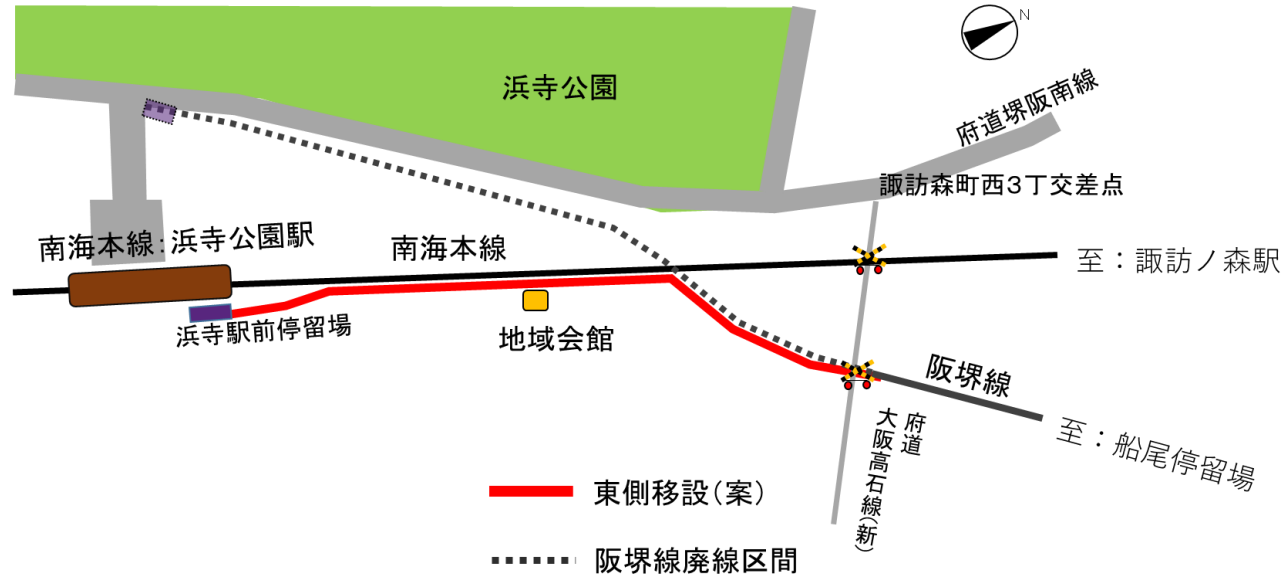 N
浜寺公園
府道堺阪南線
諏訪森町西3丁交差点
南海本線:浜寺公園駅
南海本線
至：諏訪ノ森駅
浜寺駅前停留場
地域会館
阪堺線
至：船尾停留場
府道
大阪高石線(新)
東側移設(案)
阪堺線廃線区間